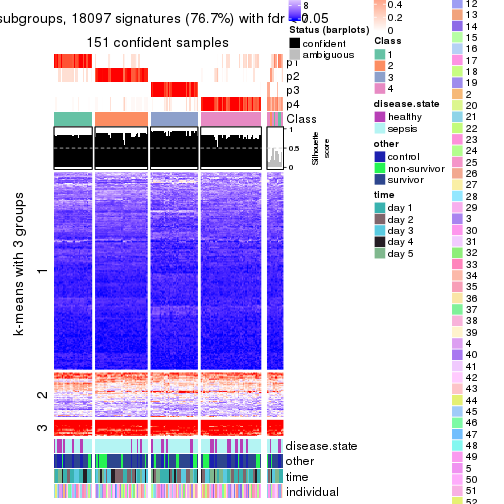 subgroups, 18097 signatures (76.7%) with fdr < 0.05
151 confident samples
p1
p2
p3
p4
Class
1
0.5
0
Silhouette
score
k-means with 3 groups
1
2
3
disease.state
other
time
individual
8
0
Status (barplots)
confident
ambiguous
0.4
0.2
0
Class
1
2
3
4
disease.state
healthy
sepsis
other
control
non-survivor
survivor
time
day 1
day 2
day 3
day 4
day 5
12
13
14
15
16
17
18
19
2
20
21
22
23
24
25
26
27
28
29
3
30
31
32
33
34
35
36
37
38
39
4
40
41
42
43
44
45
46
47
48
49
5
50
51